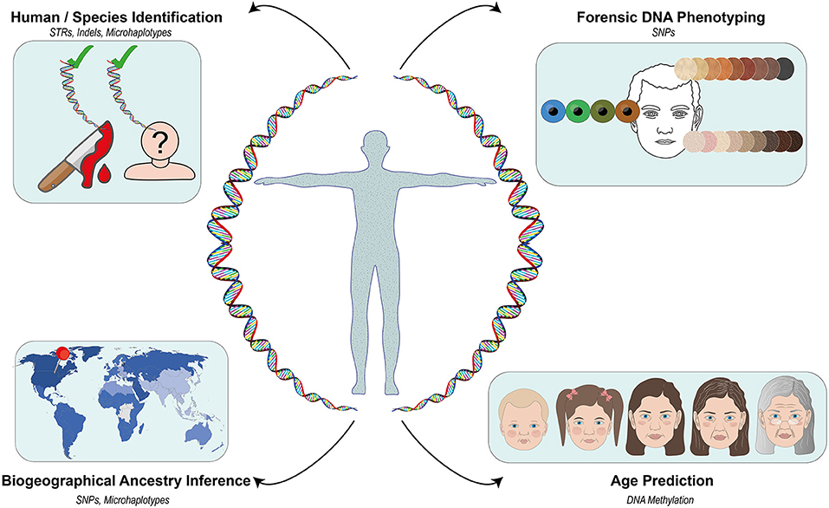 Human / Species Identification
STRs, Indels, Microhaplotypes
?
Forensic DNA Phenotyping
SNPs
Biogeographical Ancestry Inference
SNPs, Microhaplotypes
Age Prediction
DNA Methylation